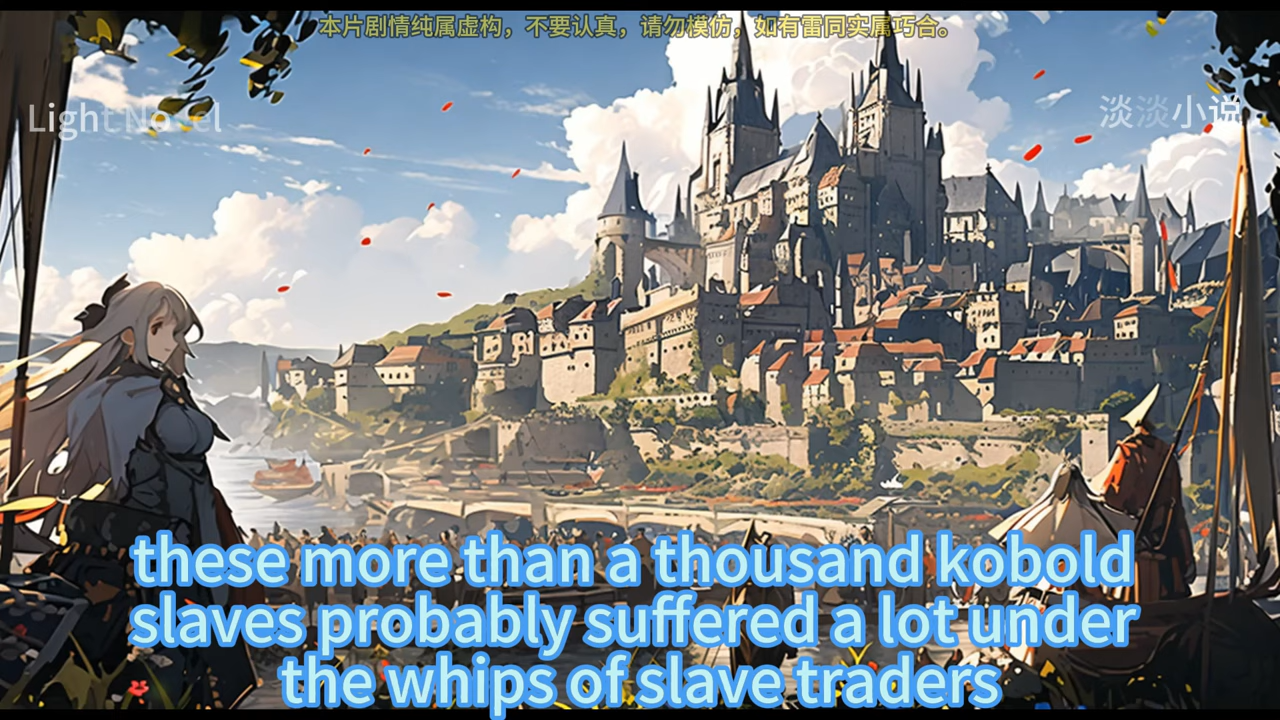 本片剧情纯属虚构，不要认真，请勿模仿，如有雷同实属巧合。
Light Novel
淡淡小说
these more than a thousand kobold
slaves probably suffered a lot under
the whips of slave traders